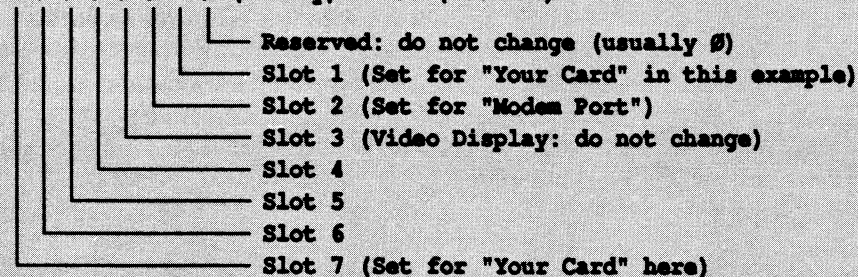 Reserved: do not change (usually Ø)
Slot 1 (Set for "Your Card" in this example)
Slot 2 (Set for "Modem Port")
Slot 3 (Video Display: do not change)
Slot 4
Slot 5
Slot 6
Slot 7 (Set for "Your Card" here)